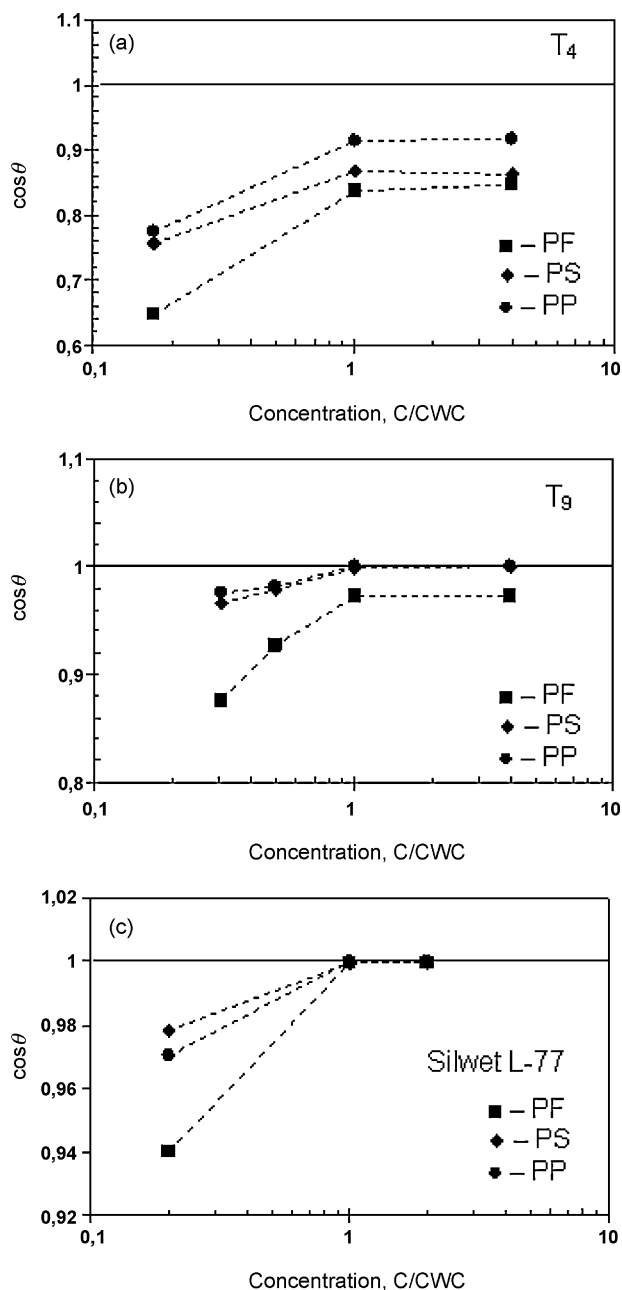 1.1
(a)
T₄
1
cosθ
0,9
0,8
0,7
0,6
– PF
– PS
– PP
0,1
1
10
Concentration, C/CWC
1,1
(b)
T₉
1
cosθ
0,9
0,8
– PF
– PS
– PP
0,1
1
10
Concentration, C/CWC
1,02
(c)
1
cosθ
0,98
0,96
0,94
0,92
Silwet L-77
– PF
– PS
– PP
0,1
1
10
Concentration, C/CWC